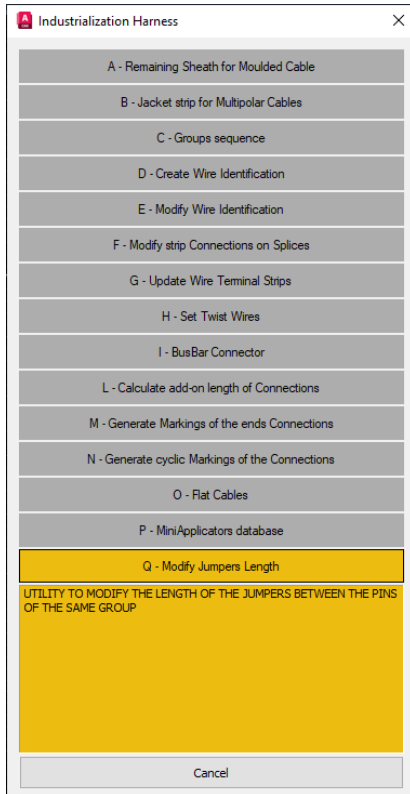 Industrialization Harness
A - Remaining Sheath for Moulded Cable
B - Jacket strip for Multipolar Cables
C - Groups sequence
D - Create Wire Identification
E - Modify Wire Identification
F - Modify strip Connections on Splices
G - Update Wire Terminal Strips
H - Set Twist Wires
I - BusBar Connector
L - Calculate add-on length of Connections
M - Generate Markings of the ends Connections
N - Generate cyclic Markings of the Connections
O - Flat Cables
P - MiniApplicators database
Q - Modify Jumpers Length
UTILITY TO MODIFY THE LENGTH OF THE JUMPERS BETWEEN THE PINS
OF THE SAME GROUP
Cancel